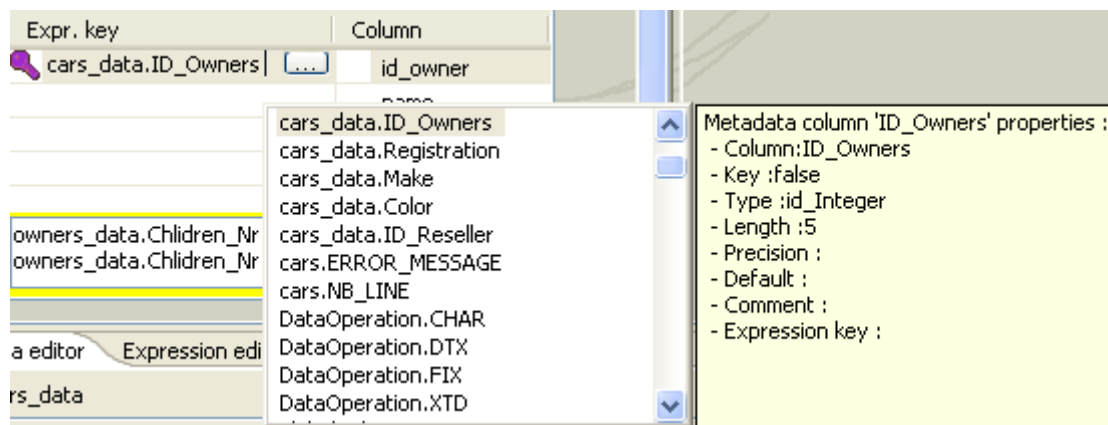 Expr. key Column
cars_data.ID_Owners ... id_owner
name
cars_data.ID_Owners
cars_data.Registration
cars_data.Make
cars_data.Color
cars_data.ID_Reseller
cars.ERROR_MESSAGE
cars.NB_LINE
DataOperation.CHAR
DataOperation.DTX
DataOperation.FIX
DataOperation.XTD
Metadata column 'ID_Owners' properties :
- Column:ID_Owners
- Key :false
- Type :id_Integer
- Length :5
- Precision :
- Default :
- Comment :
- Expression key :
owners_data.Chlidren_Nr
owners_data.Chlidren_Nr
a editor Expression edi
rs_data